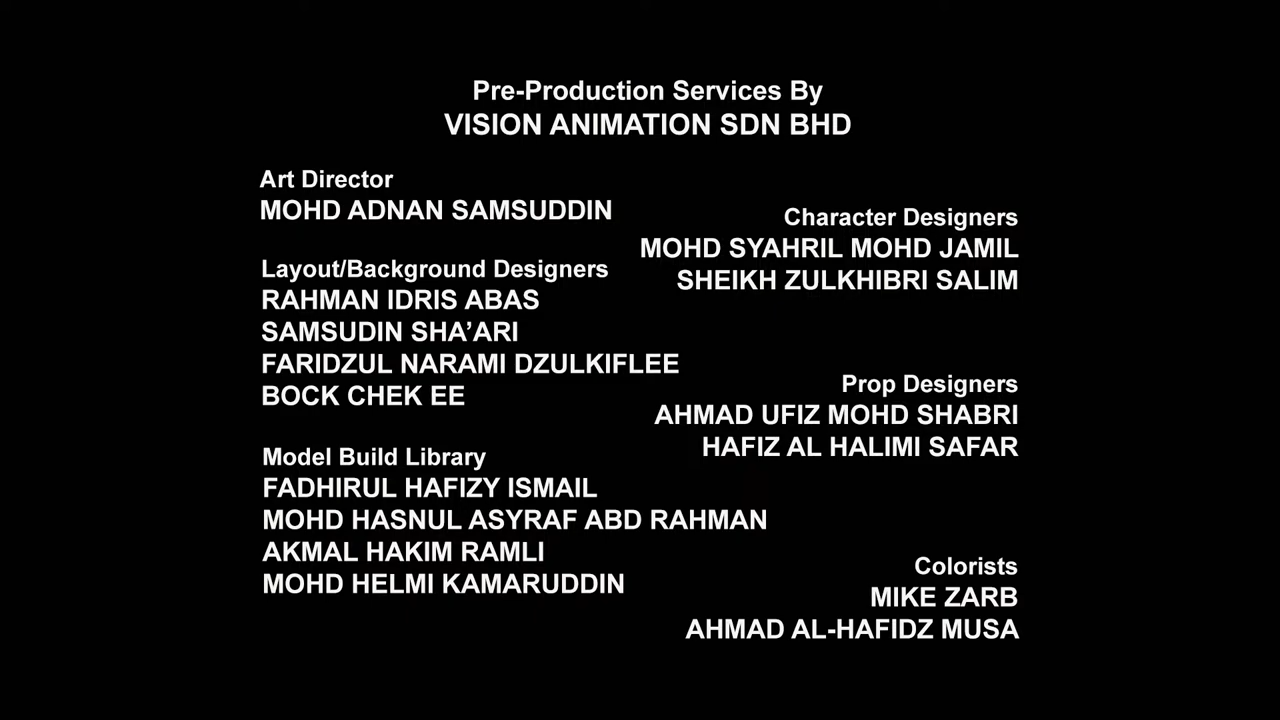 Pre-Production Services By
VISION ANIMATION SDN BHD
Art Director
MOHD ADNAN SAMSUDDIN
Layout/Background Designers
RAHMAN IDRIS ABAS
SAMSUDIN SHA’ARI
FARIDZUL NARAMI DZULKIFLEE
BOCK CHEK EE
Model Build Library
FADHIRUL HAFIZY ISMAIL
MOHD HASNUL ASYRAF ABD RAHMAN
AKMAL HAKIM RAMLI
MOHD HELMI KAMARUDDIN
Character Designers
MOHD SYAHRIL MOHD JAMIL
SHEIKH ZULKHIBRI SALIM
Prop Designers
AHMAD UFIZ MOHD SHABRI
HAFIZ AL HALIMI SAFAR
Colorists
MIKE ZARB
AHMAD AL-HAFIDZ MUSA